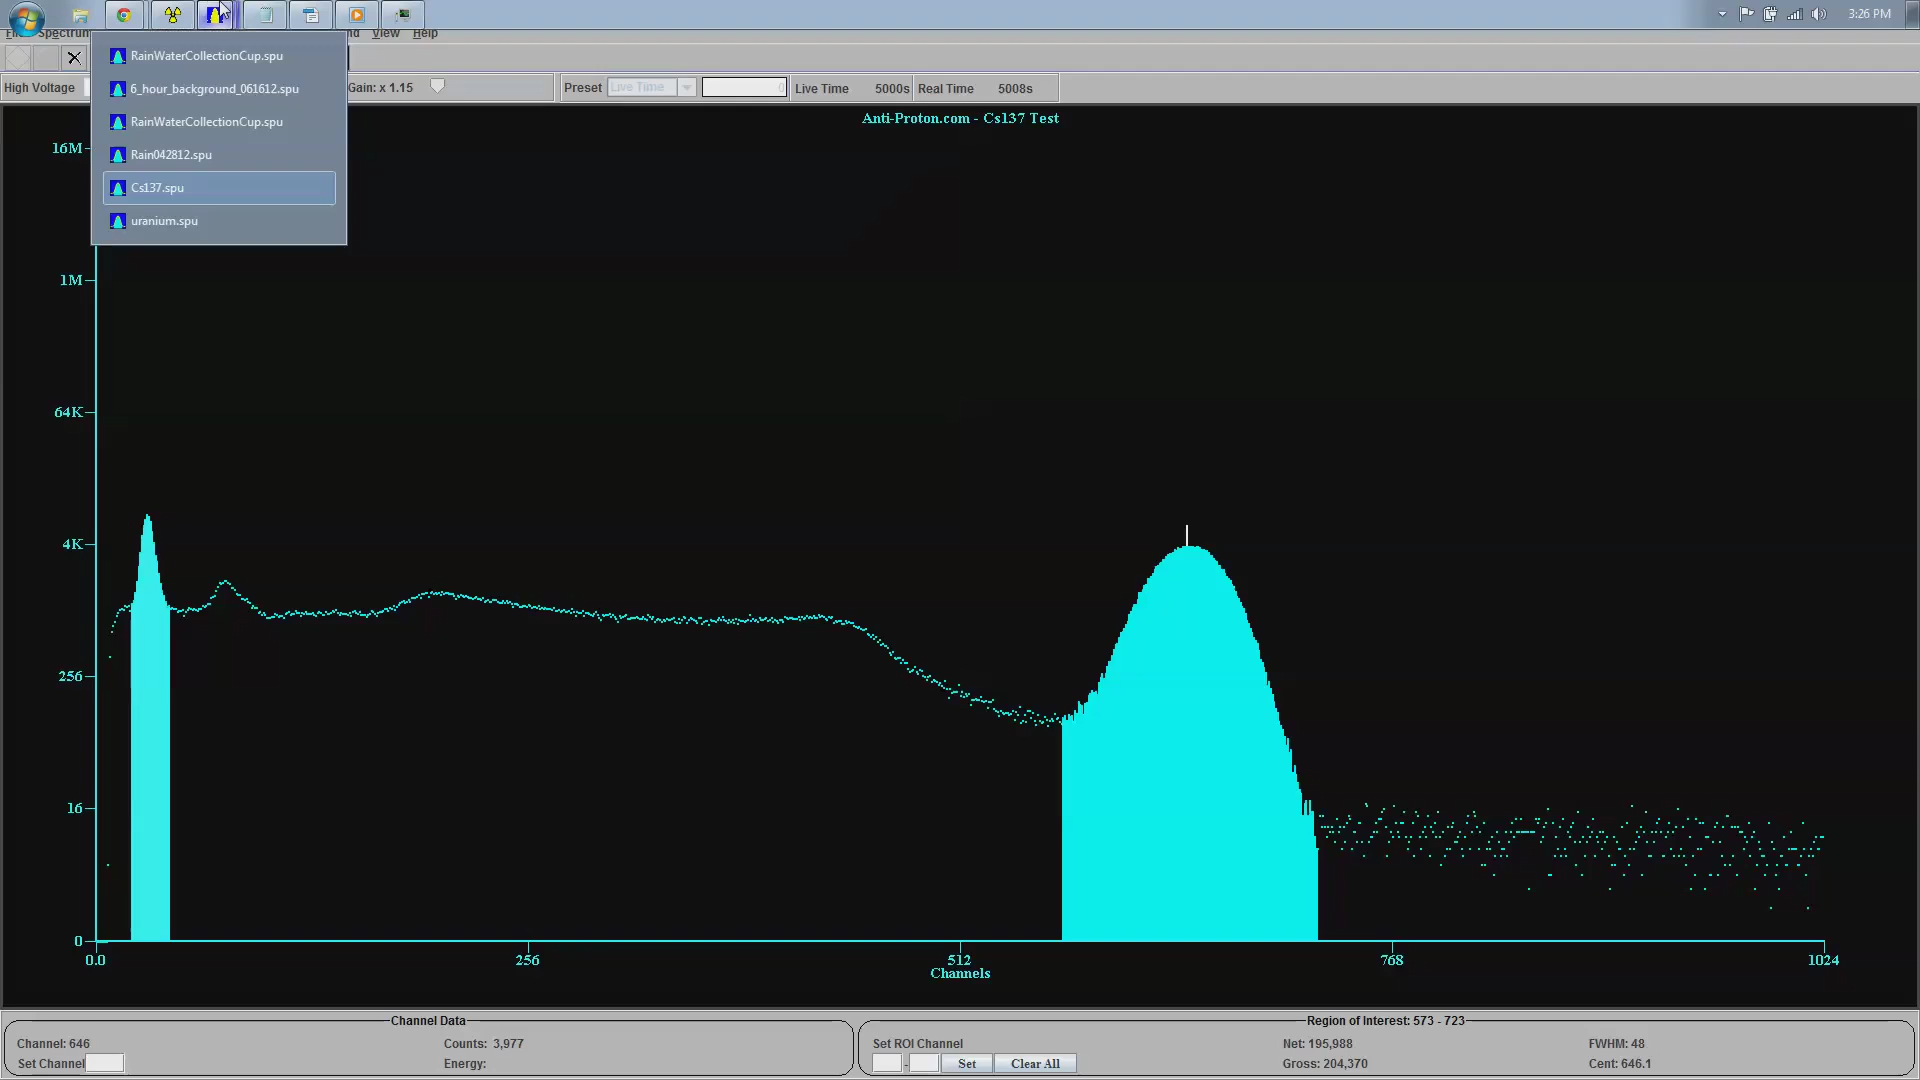 3:26 PM
Spectrum
View Help
RainWaterCollectionCup.spu
6_hour_background_061612.spu
RainWaterCollectionCup.spu
Rain042812.spu
Cs137.spu
uranium.spu
High Voltage
Gain: x 1.15
Preset Live Time 0 Live Time 5000s Real Time 5008s
Anti-Proton.com - Cs137 Test
16M
1M
64K
4K
256
16
0
0.0 256 512 768 1024
Channels
Channel Data
Channel: 646 Counts: 3,977
Set Channel Energy:
Region of Interest: 573 - 723
Set ROI Channel Net: 195,988 FWHM: 48
- Set Clear All Gross: 204,370 Cent: 646.1